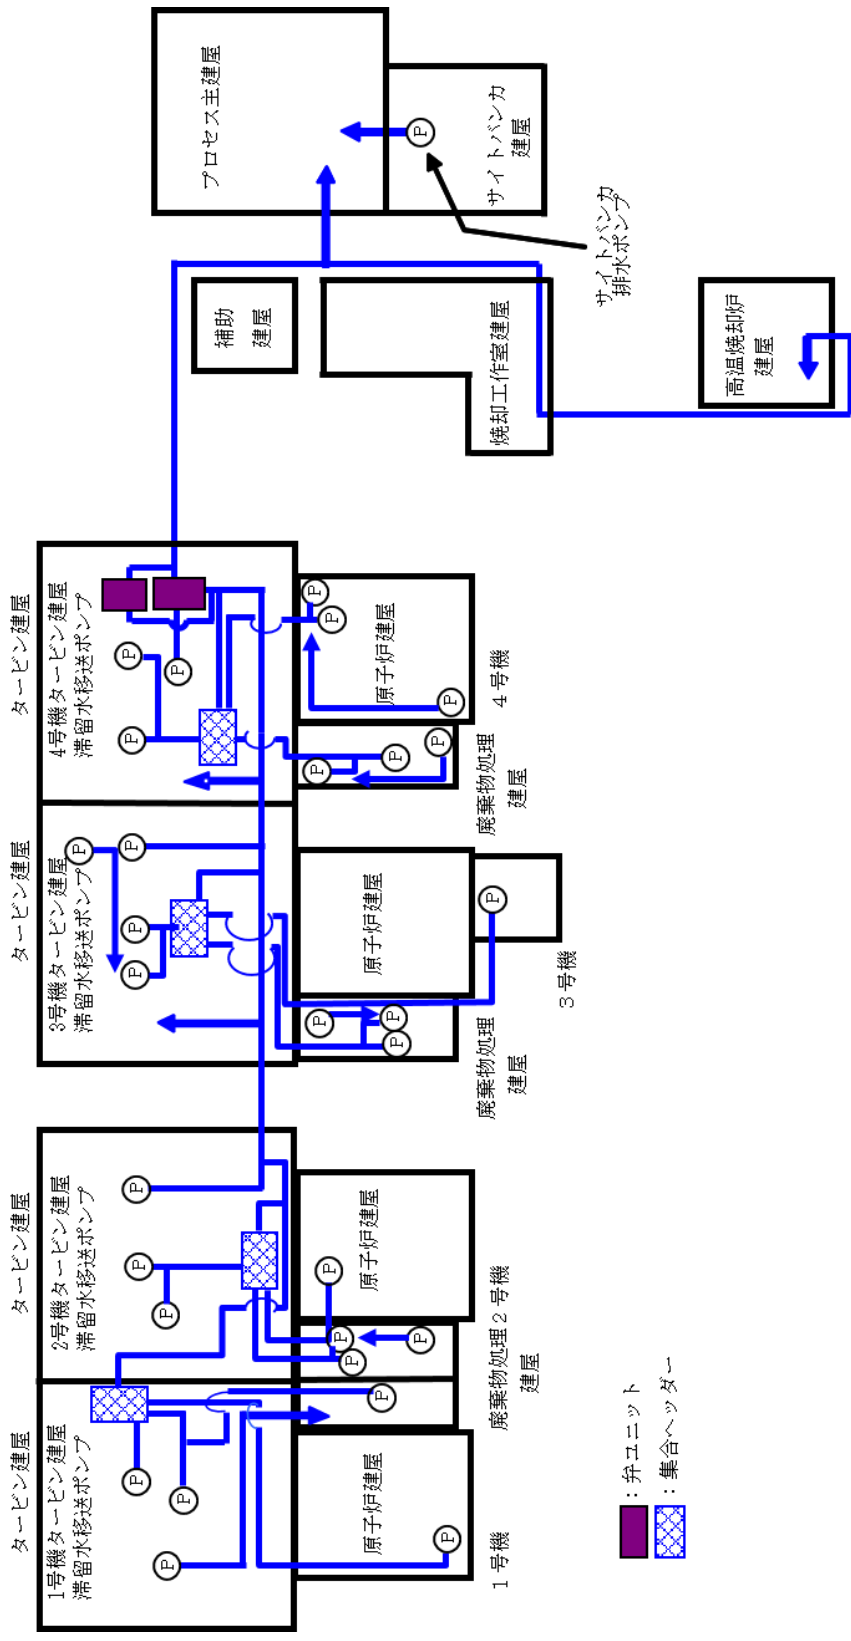 タービン建屋
1号機タービン建屋
滞留水移送ポンプ
P
P
P
原子炉建屋
P
P
1号機
タービン建屋
2号機タービン建屋
滞留水移送ポンプ
P
P
P
原子炉建屋
P
P
P
P
廃棄物処理
建屋
2号機
タービン建屋
3号機タービン建屋
滞留水移送ポンプ
P
P
P
P
原子炉建屋
P
P
P
P
廃棄物処理
建屋
3号機
タービン建屋
4号機タービン建屋
滞留水移送ポンプ
P
P
P
原子炉建屋
P
P
P
P
P
P
廃棄物処理
建屋
4号機
補助
建屋
焼却工作室建屋
高温焼却炉
建屋
プロセス主建屋
P
サイトバンカ
建屋
サイトバンカ
排水ポンプ
：弁ユニット
：集合ヘッダー